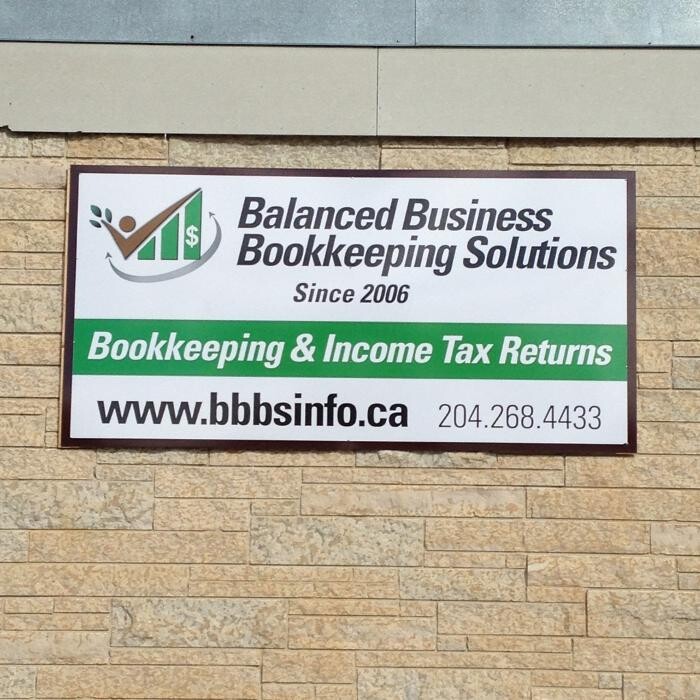 $
Balanced Business
Bookkeeping Solutions
Since 2006
Bookkeeping & Income Tax Returns
www.bbbsinfo.ca 204.268.4433